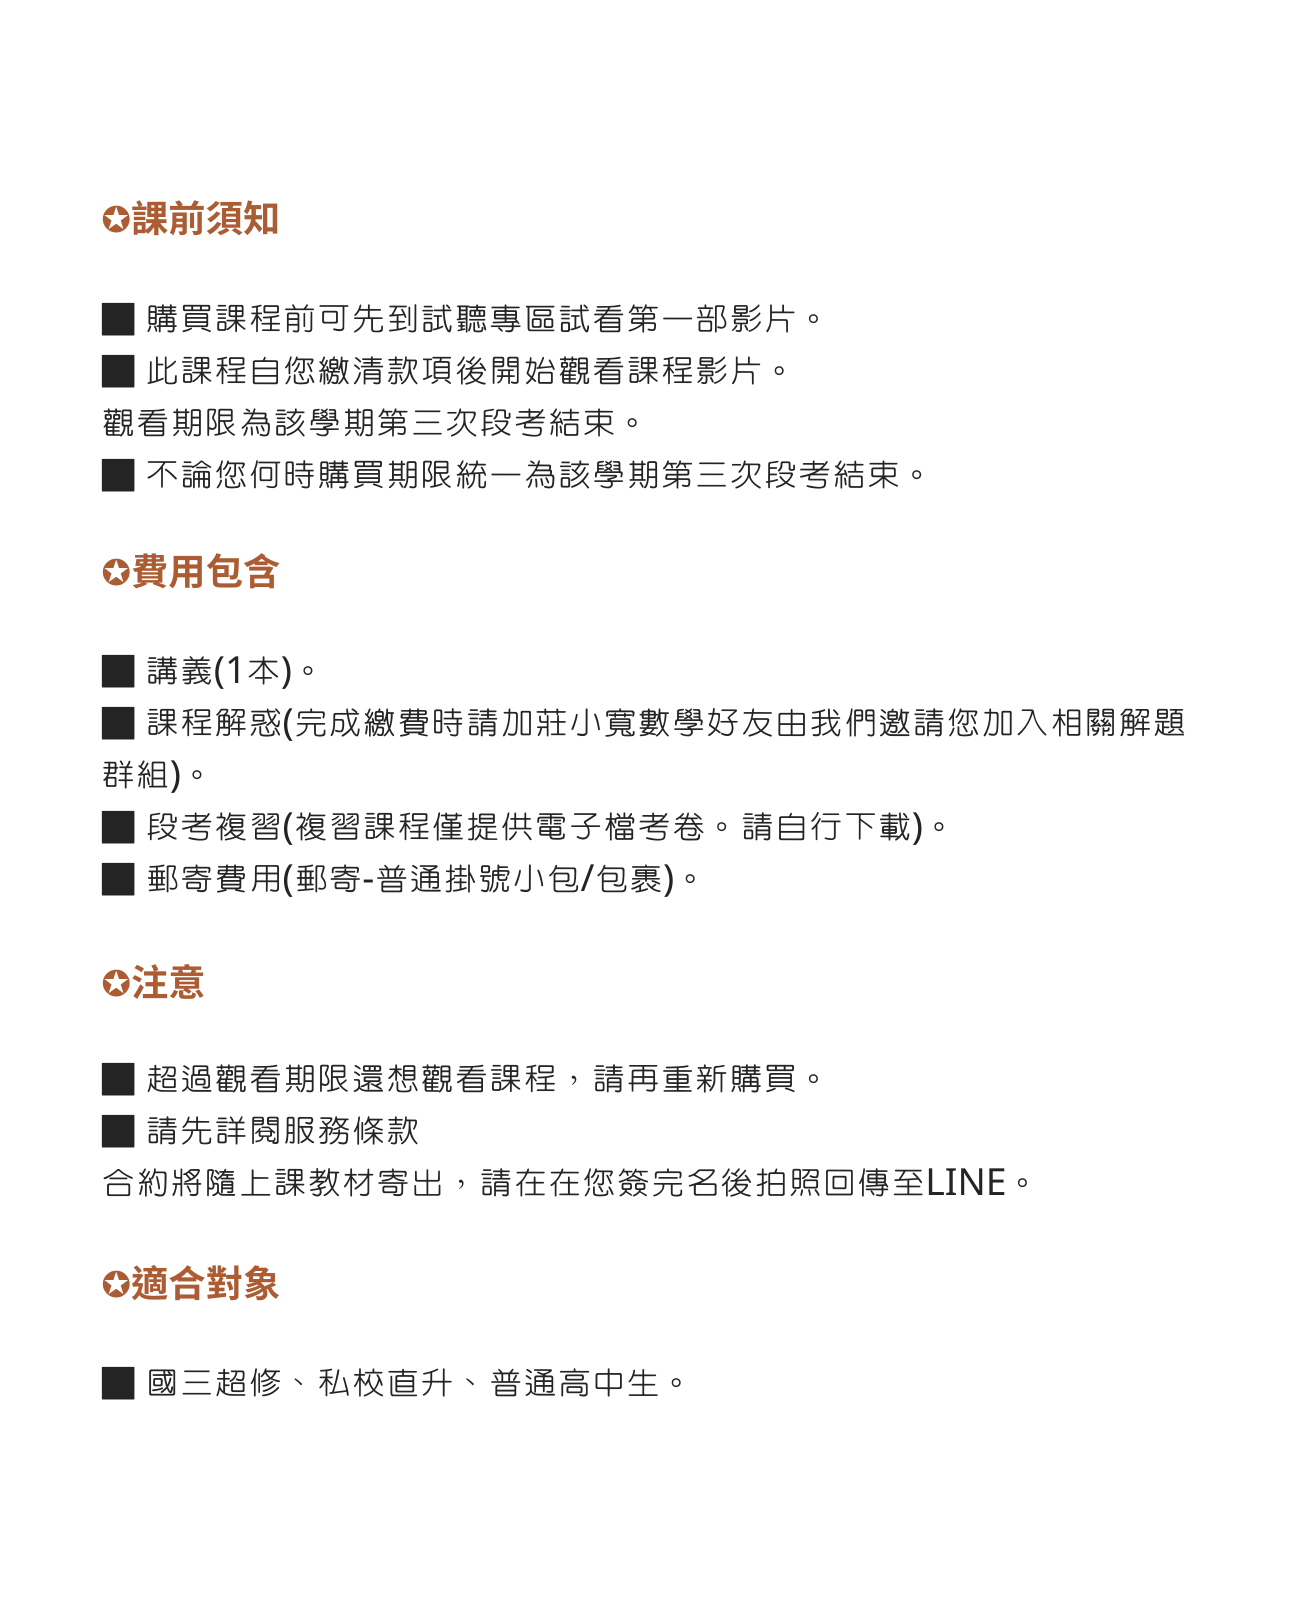 ✪課前須知
■ 購買課程前可先到試聽專區試看第一部影片。
■ 此課程自您繳清款項後開始觀看課程影片。
觀看期限為該學期第三次段考結束。
■ 不論您何時購買期限統一為該學期第三次段考結束。
✪費用包含
■ 講義(1本)。
■ 課程解惑(完成繳費時請加莊小寬數學好友由我們邀請您加入相關解題
群組)。
■ 段考複習(複習課程僅提供電子檔考卷。請自行下載)。
■ 郵寄費用(郵寄-普通掛號小包/包裹)。
✪注意
■ 超過觀看期限還想觀看課程，請再重新購買。
■ 請先詳閱服務條款
合約將隨上課教材寄出，請在在您簽完名後拍照回傳至LINE。
✪適合對象
■ 國三超修、私校直升、普通高中生。